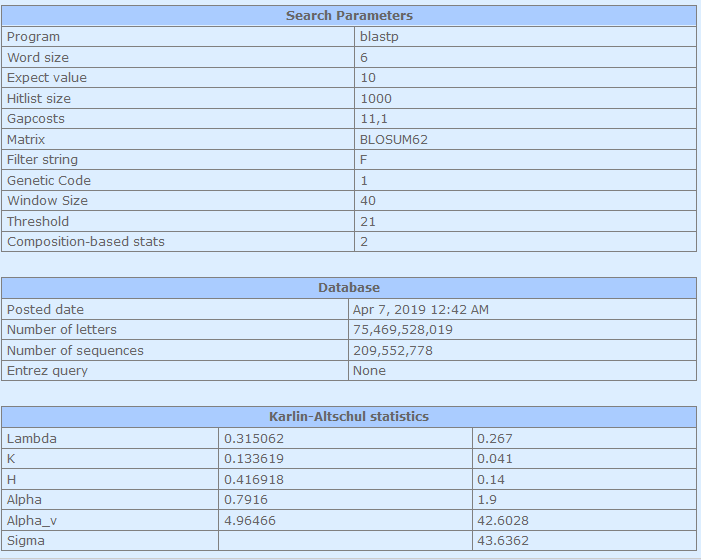 Search Parameters
Program blastp
Word size 6
Expect value 10
Hitlist size 1000
Gapcosts 11,1
Matrix BLOSUM62
Filter string F
Genetic Code 1
Window Size 40
Threshold 21
Composition-based stats 2
Database
Posted date Apr 7, 2019 12:42 AM
Number of letters 75,469,528,019
Number of sequences 209,552,778
Entrez query None
Karlin-Altschul statistics
Lambda 0.315062 0.267
K 0.133619 0.041
H 0.416918 0.14
Alpha 0.7916 1.9
Alpha_v 4.96466 42.6028
Sigma 43.6362